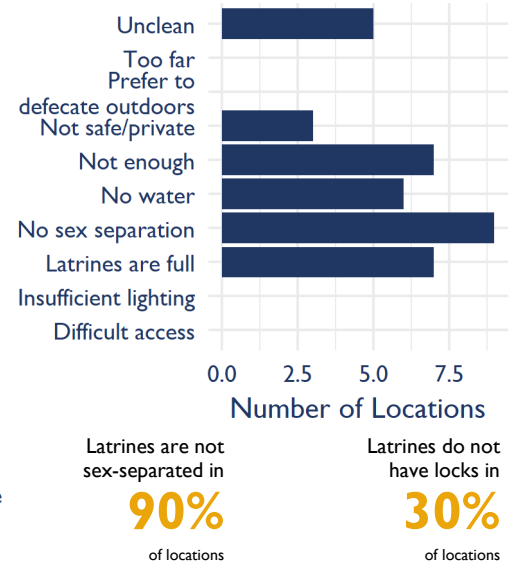 Unclean
Too far
Prefer to
defecate outdoors
Not safe/private
Not enough
No water
No sex separation
Latrines are full
Insufficient lighting
Difficult access
0.0 2.5 5.0 7.5
Number of Locations
Latrines are not
sex-separated in
90%
of locations
Latrines do not
have locks in
30%
of locations